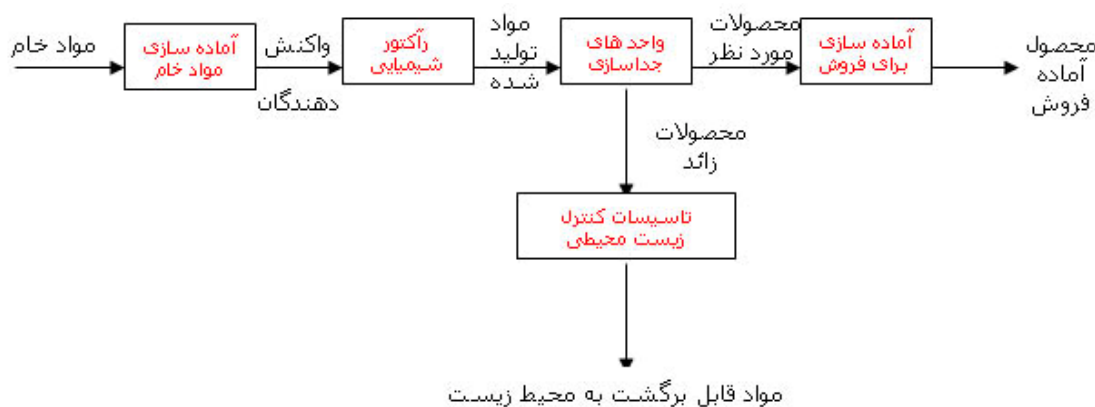 مواد خام
آماده سازی
مواد خام
واکنش
دهندگان
رآکتور
شیمیایی
مواد
تولید
شده
واحد های
جداسازی
محصولات
مورد نظر
آماده سازی
برای فروش
محصول
آماده
فروش
محصولات
زائد
تاسیسات کنترل
زیست محیطی
مواد قابل برگشت به محیط زیست